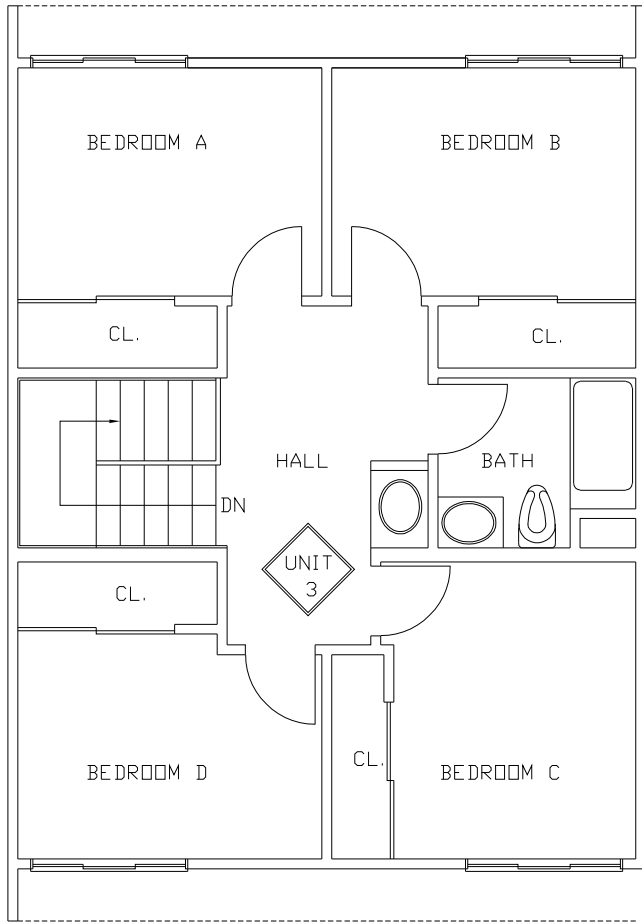 BEDROOM A
BEDROOM B
CL.
CL.
HALL
BATH
DN
UNIT
3
CL.
CL.
BEDROOM D
BEDROOM C